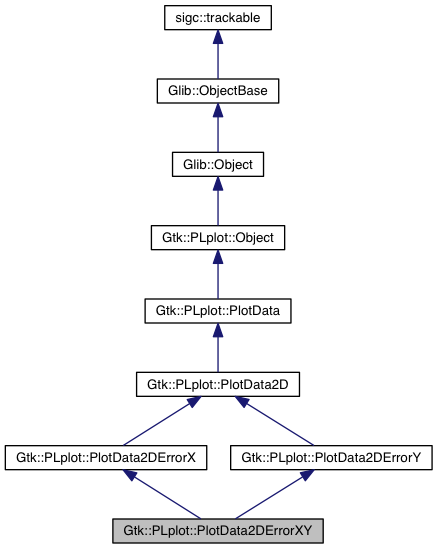 sigc::trackable
Glib::ObjectBase
Glib::Object
Gtk::PLplot::Object
Gtk::PLplot::PlotData
Gtk::PLplot::PlotData2D
Gtk::PLplot::PlotData2DErrorX
Gtk::PLplot::PlotData2DErrorY
Gtk::PLplot::PlotData2DErrorXY